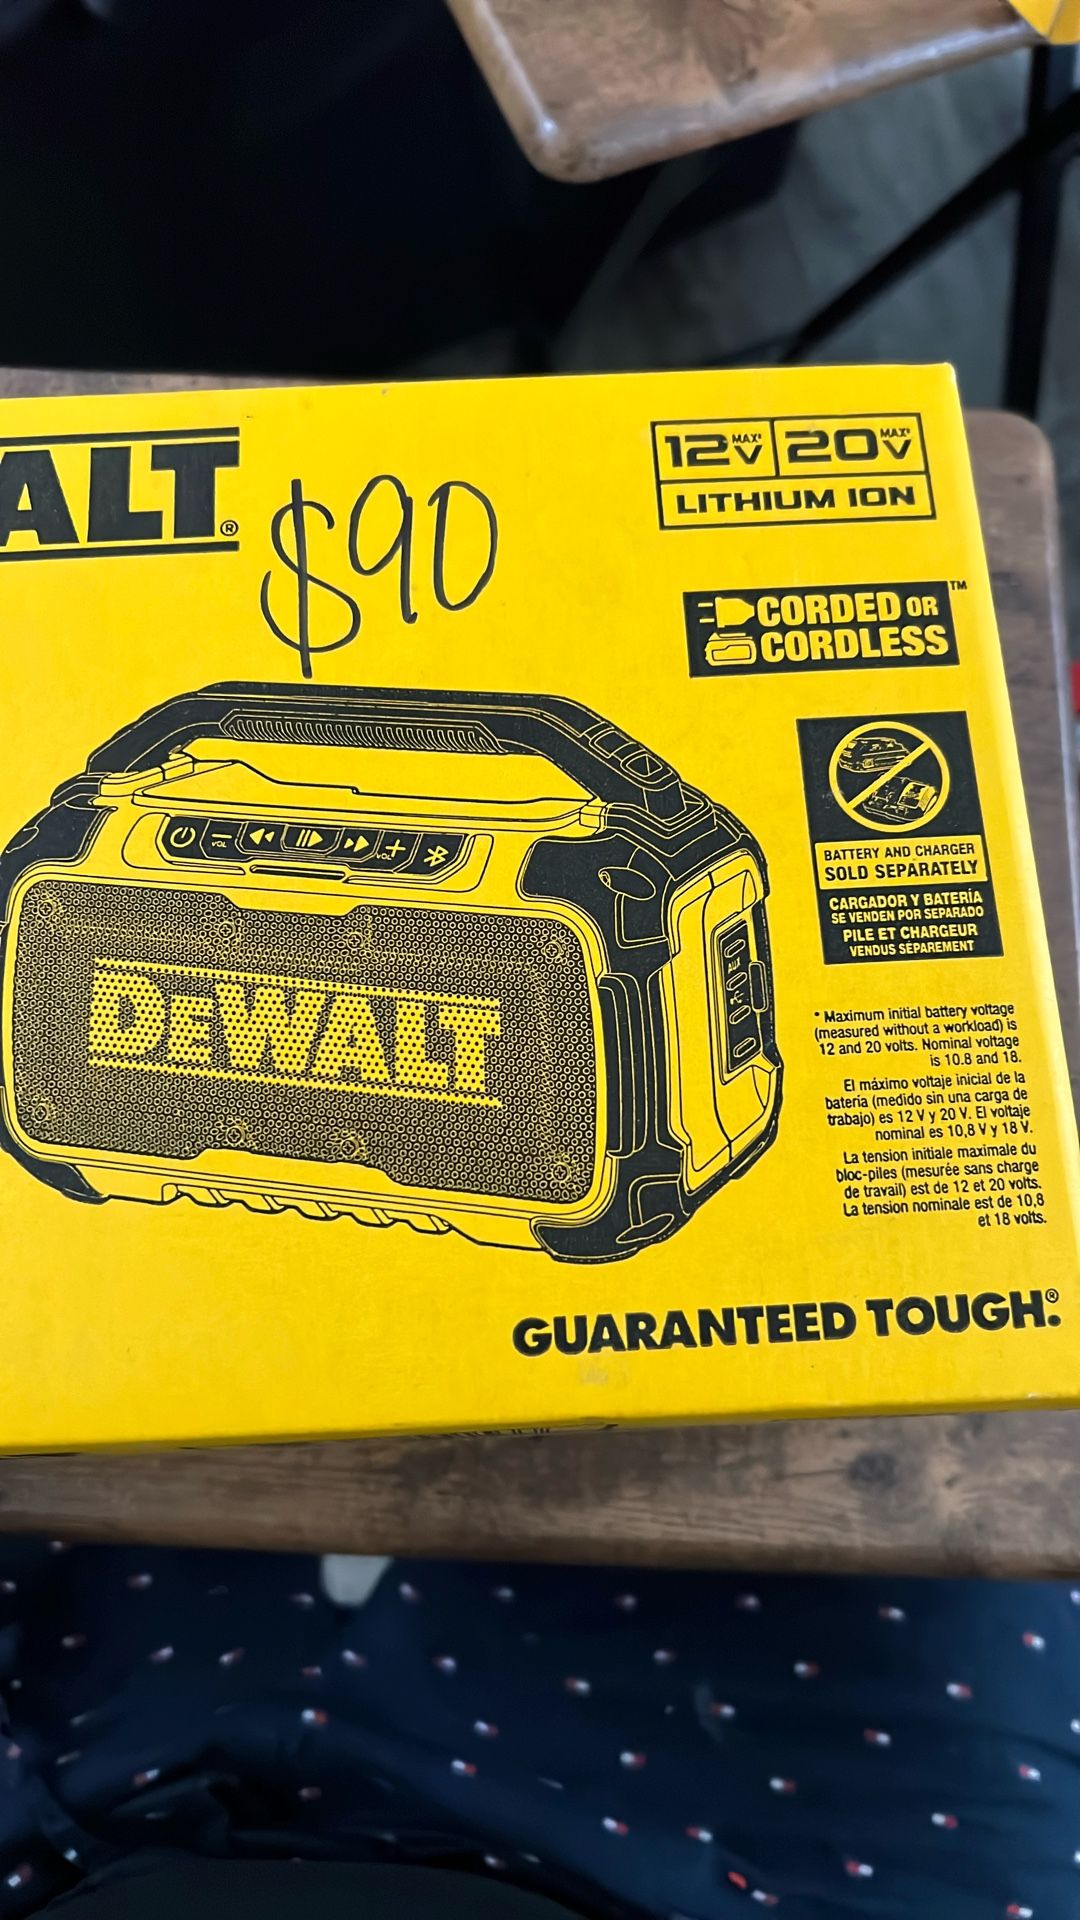 ALT®
$90
12V MAX* 20V MAX*
LITHIUM ION
CORDED OR™
CORDLESS
VOL VOL
AUX
DEWALT
BATTERY AND CHARGER
SOLD SEPARATELY
CARGADOR Y BATERÍA
SE VENDEN POR SEPARADO
PILE ET CHARGEUR
VENDUS SÉPARÉMENT
* Maximum initial battery voltage
(measured without a workload) is
12 and 20 volts. Nominal voltage
is 10.8 and 18.
El máximo voltaje inicial de la
batería (medido sin una carga de
trabajo) es 12 V y 20 V. El voltaje
nominal es 10,8 V y 18 V.
La tension initiale maximale du
bloc-piles (mesurée sans charge
de travail) est de 12 et 20 volts.
La tension nominale est de 10,8
et 18 volts.
GUARANTEED TOUGH.®